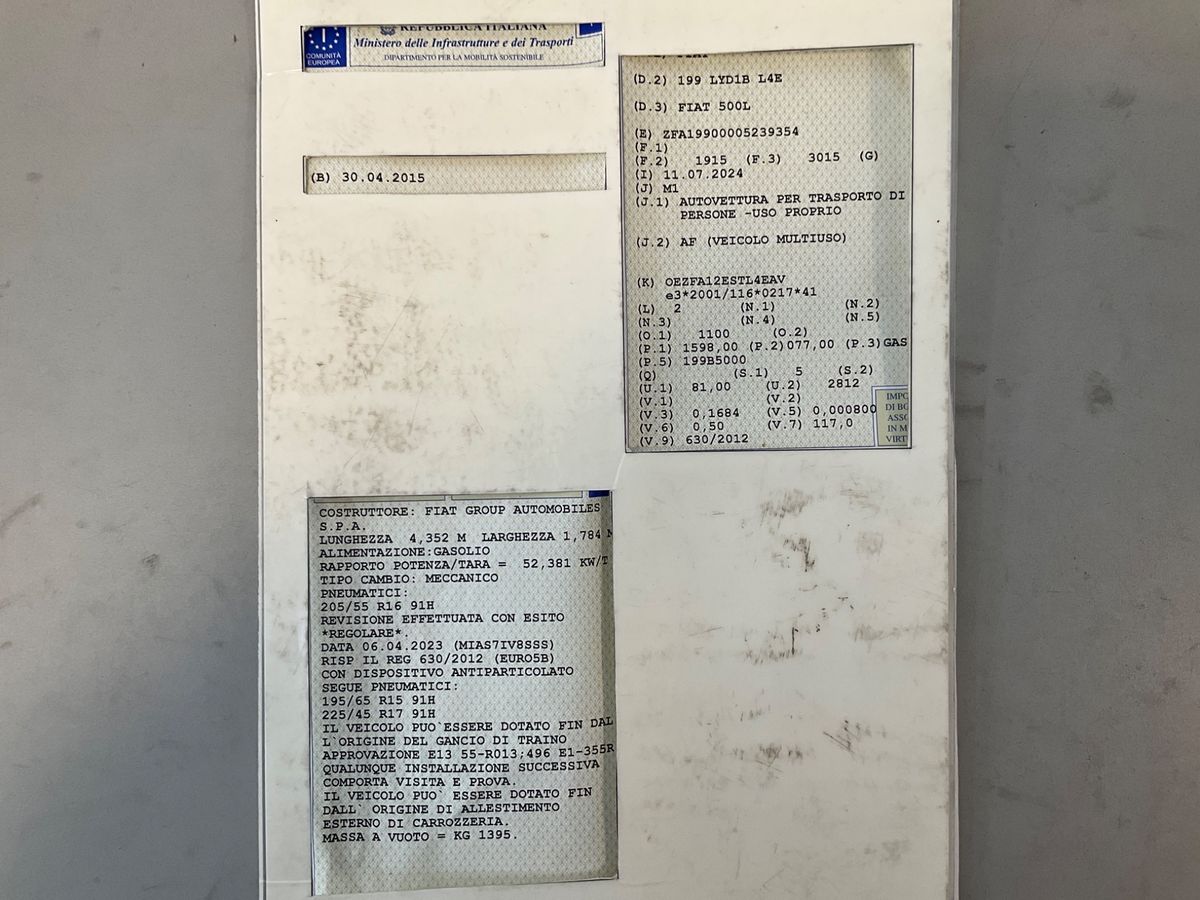 REPUBBLICA ITALIANA
COMUNITÀ
EUROPEA
Ministero delle Infrastrutture e dei Trasporti
DIPARTIMENTO PER LA MOBILITÀ SOSTENIBILE
(B) 30.04.2015
(D.2) 199 LYD1B L4E
(D.3) FIAT 500L
(E) ZFA19900005239354
(F.1)
(F.2) 1915 (F.3) 3015 (G)
(I) 11.07.2024
(J) M1
(J.1) AUTOVETTURA PER TRASPORTO DI
PERSONE -USO PROPRIO
(J.2) AF (VEICOLO MULTIUSO)
(K) OEZFA12ESTL4EAV
e3*2001/116*0217*41
(L) 2 (N.1) (N.2)
(N.3) (N.4) (N.5)
(O.1) 1100 (O.2)
(P.1) 1598,00 (P.2)077,00 (P.3)GAS
(P.5) 199B5000
(Q) (S.1) 5 (S.2)
(U.1) 81,00 (U.2) 2812
(V.1) (V.2)
(V.3) 0,1684 (V.5) 0,000800
(V.6) 0,50 (V.7) 117,0
(V.9) 630/2012
IMPO
DI BO
ASSO
IN M
VIRT
COSTRUTTORE: FIAT GROUP AUTOMOBILES
S.P.A.
LUNGHEZZA 4,352 M LARGHEZZA 1,784 M
ALIMENTAZIONE:GASOLIO
RAPPORTO POTENZA/TARA = 52,381 KW/T
TIPO CAMBIO: MECCANICO
PNEUMATICI:
205/55 R16 91H
REVISIONE EFFETTUATA CON ESITO
*REGOLARE*.
DATA 06.04.2023 (MIAS7IV8SSS)
RISP IL REG 630/2012 (EURO5B)
CON DISPOSITIVO ANTIPARTICOLATO
SEGUE PNEUMATICI:
195/65 R15 91H
225/45 R17 91H
IL VEICOLO PUO`ESSERE DOTATO FIN DAL
L`ORIGINE DEL GANCIO DI TRAINO
APPROVAZIONE E13 55-R013;496 E1-355R
QUALUNQUE INSTALLAZIONE SUCCESSIVA
COMPORTA VISITA E PROVA.
IL VEICOLO PUO` ESSERE DOTATO FIN
DALL` ORIGINE DI ALLESTIMENTO
ESTERNO DI CARROZZERIA.
MASSA A VUOTO = KG 1395.